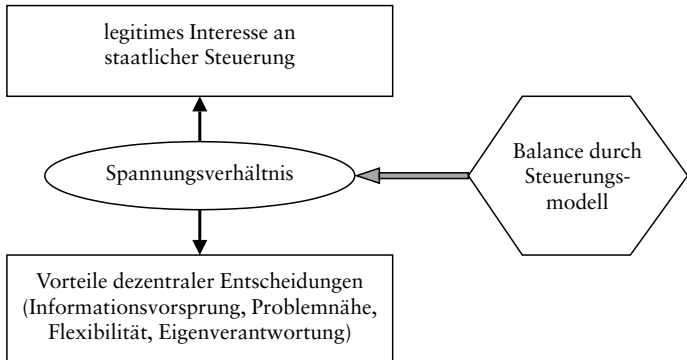 legitimes Interesse an
staatlicher Steuerung
Spannungsverhältnis
Balance durch
Steuerungs-
modell
Vorteile dezentraler Entscheidungen
(Informationsvorsprung, Problemnähe,
Flexibilität, Eigenverantwortung)